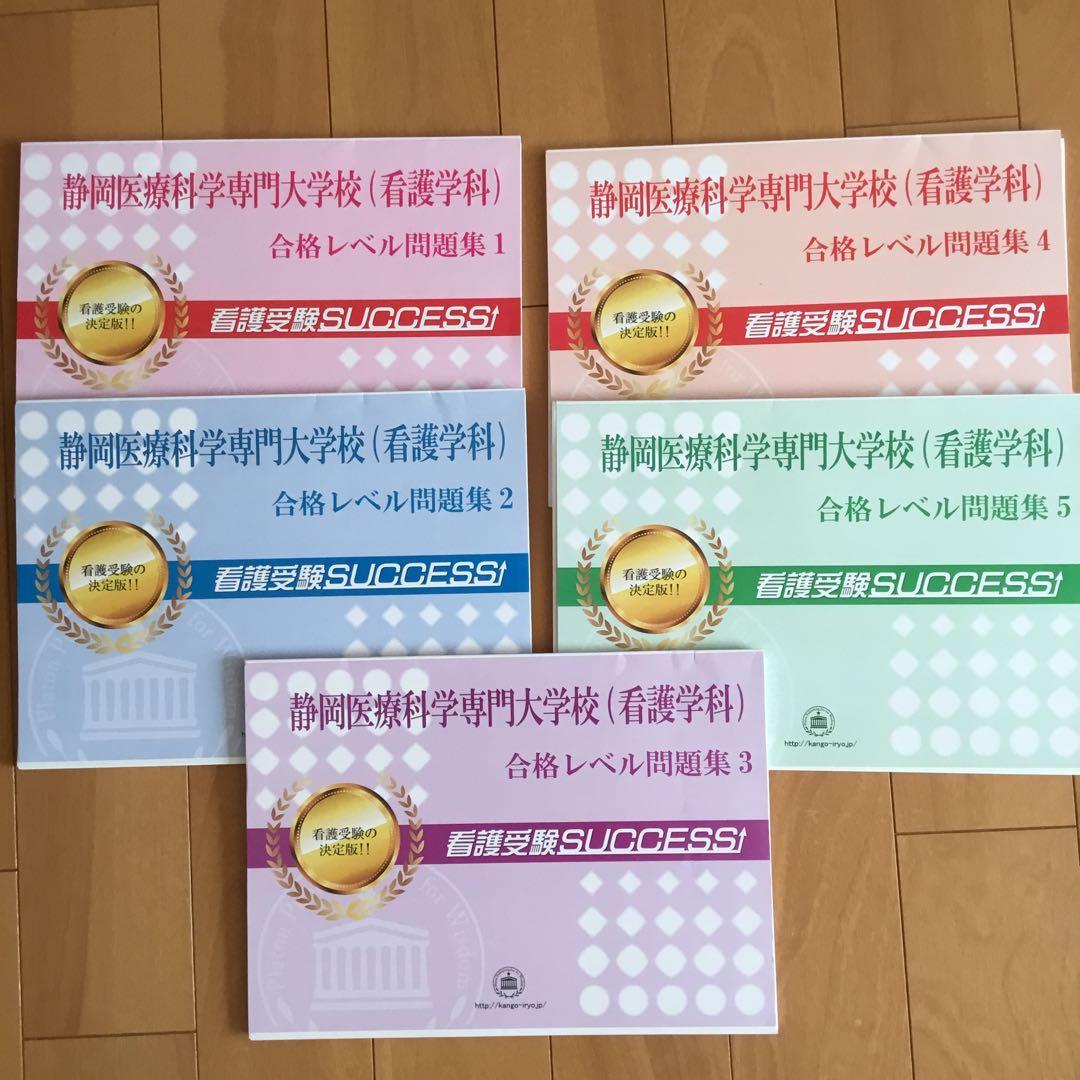 静岡医療科学専門大学校(看護学科)
合格レベル問題集1
看護受験の
決定版!!
看護受験SUCCESS
静岡医療科学専門大学校(看護学科)
合格レベル問題集4
看護受験の
決定版!!
看護受験SUCCESS
静岡医療科学専門大学校(看護学科)
合格レベル問題集2
看護受験の
決定版!!
看護受験SUCCESS
静岡医療科学専門大学校(看護学科)
合格レベル問題集5
看護受験の
決定版!!
看護受験SUCCESS
http://kango-iryo.jp/
静岡医療科学専門大学校(看護学科)
合格レベル問題集3
看護受験の
決定版!!
看護受験SUCCESS
for Wisdom
http://kango-iryo.jp/